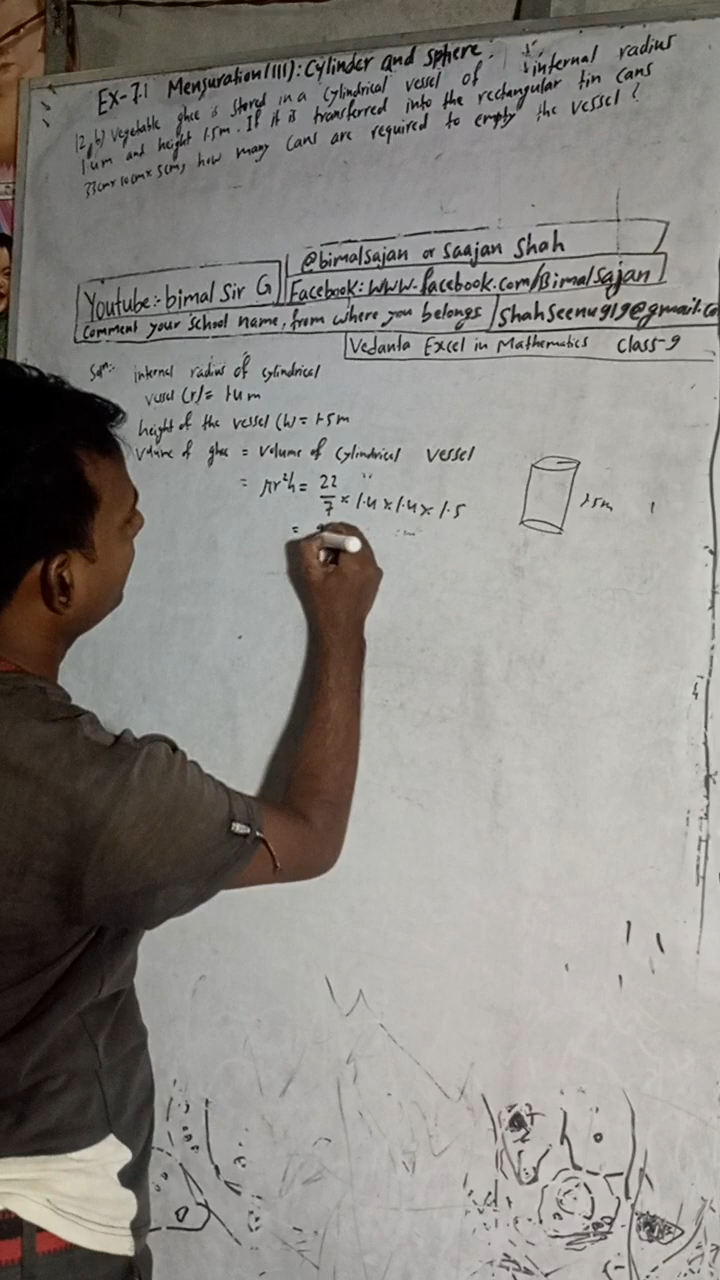 EX-7.1 Mensuration(III): Cylinder and sphere.
12.b) Vegetable ghee is stored in a cylindrical vessel of internal radius
1.4m and height 1.5m. If it is transferred into the rectangular tin cans
33cm×10cm×5cm, how many cans are required to empty the vessel?
@bimalsajan or saajan shah
Youtube:- bimal Sir G
Facebook: www.facebook.com/Bimalsajan
comment your school name, from where you belongs
shahseenu919@gmail.co
Vedanta Excel in Mathematics class-9
Soln:- internal radius of cylindrical
vessel (r)= 1.4m
height of the vessel (h)= 1.5m
volume of ghee = volume of cylindrical vessel
= πr²h = 22/7 × 1.4 × 1.4 × 1.5
=
1.5m